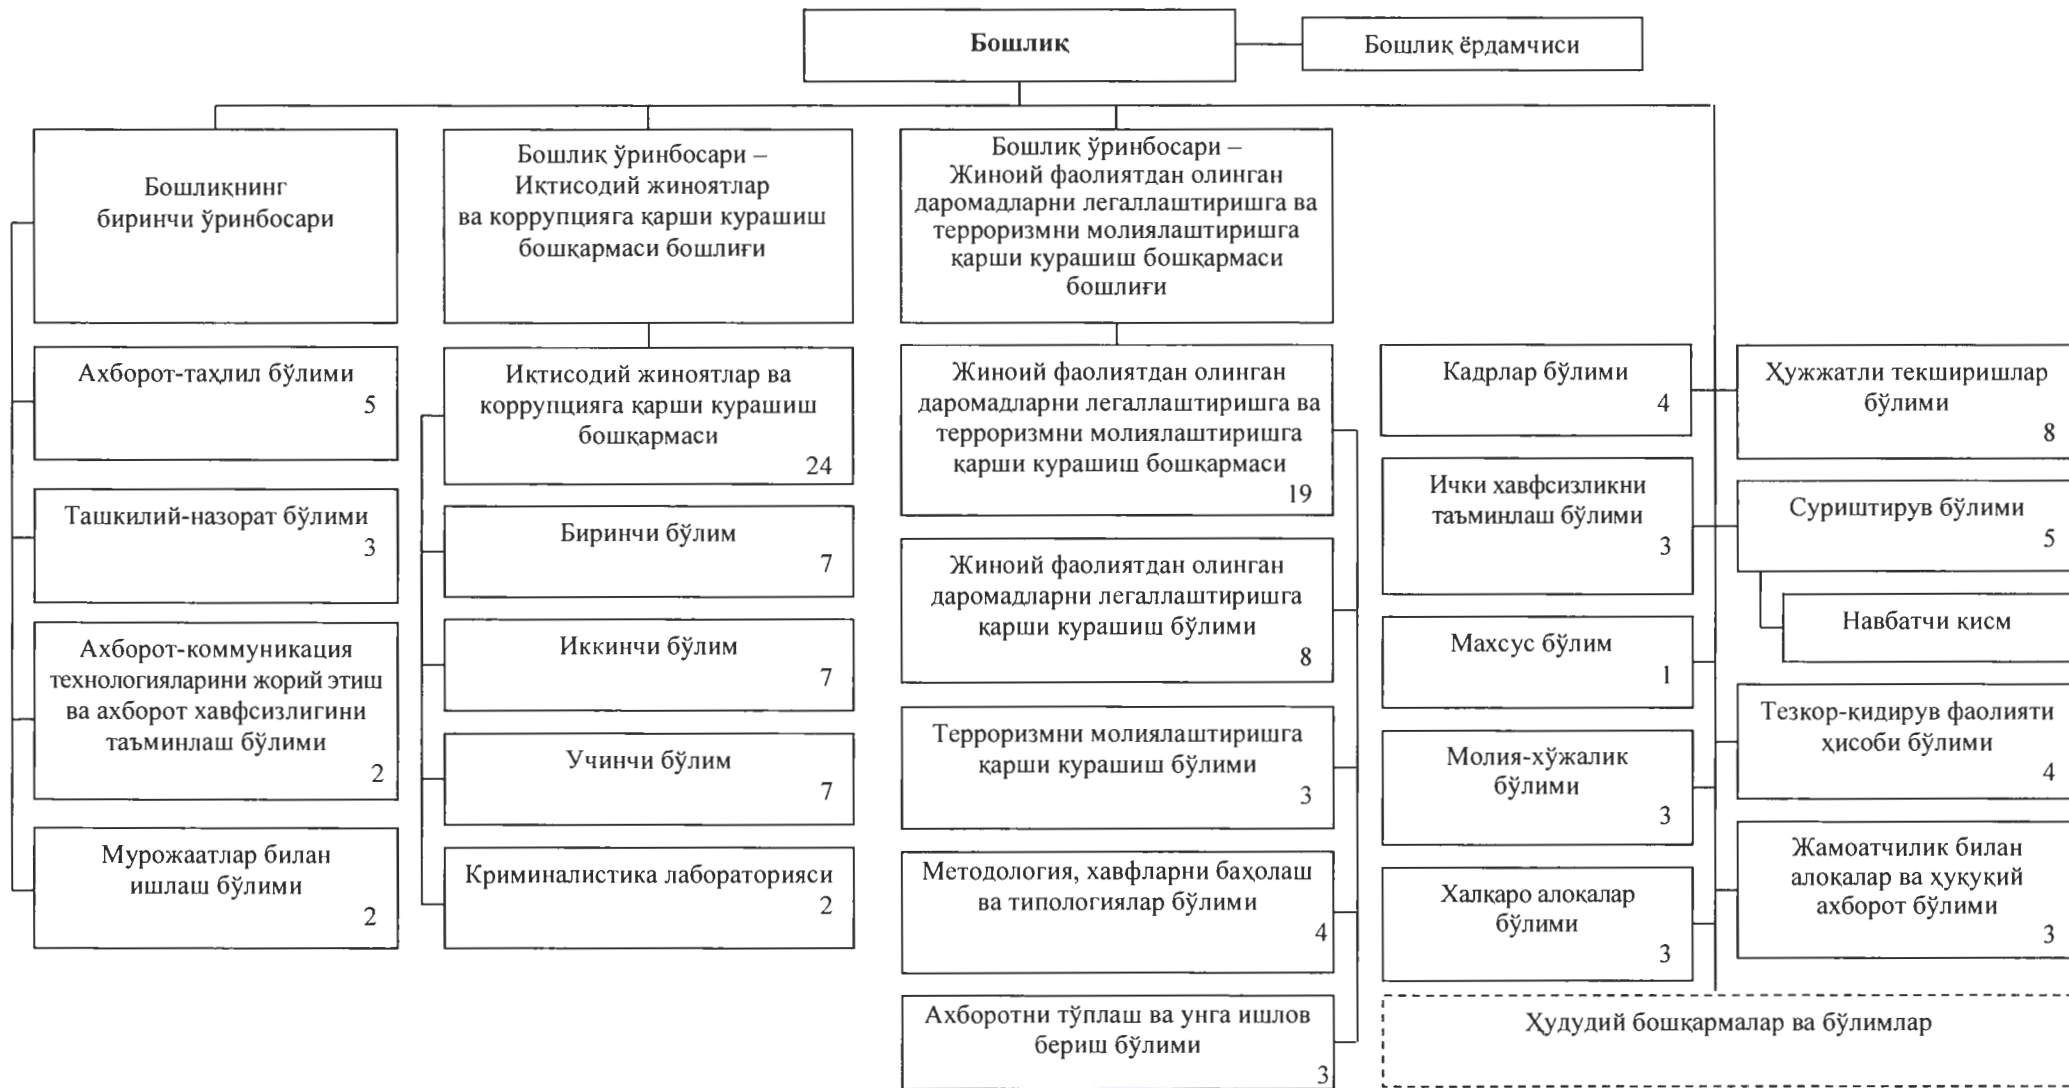 Бошлиқ
Бошлиқ ёрдамчиси
Бошлиқнинг
биринчи ўринбосари
Ахборот-таҳлил бўлими
5
Ташкилий-назорат бўлими
3
Ахборот-коммуникация
технологияларини жорий этиш
ва ахборот хавфсизлигини
таъминлаш бўлими
2
Мурожаатлар билан
ишлаш бўлими
2
Бошлиқ ўринбосари –
Иқтисодий жиноятлар
ва коррупцияга қарши курашиш
бошқармаси бошлиғи
Иқтисодий жиноятлар ва
коррупцияга қарши курашиш
бошқармаси
24
Биринчи бўлим
7
Иккинчи бўлим
7
Учинчи бўлим
7
Криминалистика лабораторияси
2
Бошлиқ ўринбосари –
Жиноий фаолиятдан олинган
даромадларни легаллаштиришга ва
терроризмни молиялаштиришга
қарши курашиш бошқармаси
бошлиғи
Жиноий фаолиятдан олинган
даромадларни легаллаштиришга ва
терроризмни молиялаштиришга
қарши курашиш бошқармаси
19
Жиноий фаолиятдан олинган
даромадларни легаллаштиришга
қарши курашиш бўлими
8
Терроризмни молиялаштиришга
қарши курашиш бўлими
3
Методология, хавфларни баҳолаш
ва типологиялар бўлими
4
Ахборотни тўплаш ва унга ишлов
бериш бўлими
3
Кадрлар бўлими
4
Ички хавфсизликни
таъминлаш бўлими
3
Махсус бўлим
1
Молия-хўжалик
бўлими
3
Халқаро алоқалар
бўлими
3
Ҳужжатли текширишлар
бўлими
8
Суриштирув бўлими
5
Навбатчи қисм
Тезкор-қидирув фаолияти
ҳисоби бўлими
4
Жамоатчилик билан
алоқалар ва ҳуқуқий
ахборот бўлими
3
Ҳудудий бошқармалар ва бўлимлар